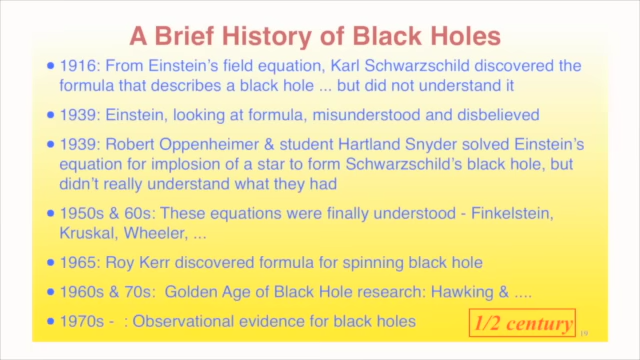 A Brief History of Black Holes
• 1916: From Einstein's field equation, Karl Schwarzschild discovered the
formula that describes a black hole ... but did not understand it
• 1939: Einstein, looking at formula, misunderstood and disbelieved
• 1939: Robert Oppenheimer & student Hartland Snyder solved Einstein's
equation for implosion of a star to form Schwarzschild's black hole, but
didn't really understand what they had
• 1950s & 60s: These equations were finally understood - Finkelstein,
Kruskal, Wheeler, ...
• 1965: Roy Kerr discovered formula for spinning black hole
• 1960s & 70s:  Golden Age of Black Hole research: Hawking & ....
• 1970s -  : Observational evidence for black holes
1/2 century
19